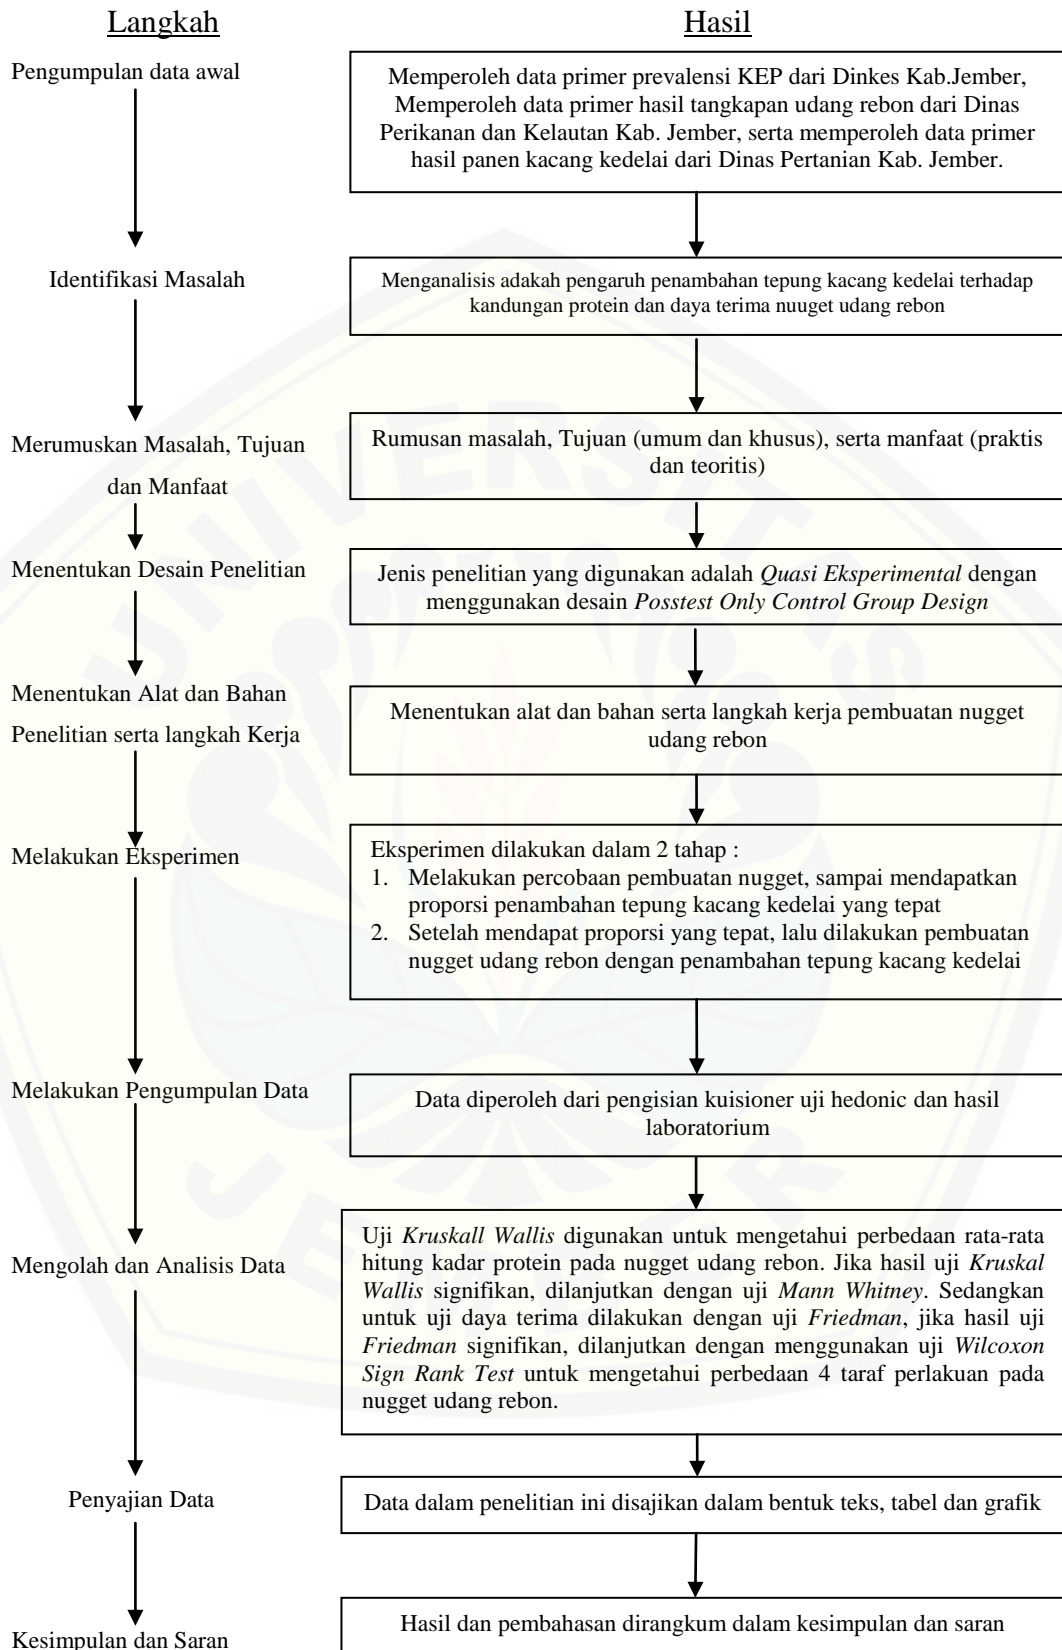 Langkah
Hasil
Pengumpulan data awal
Memperoleh data primer prevalensi KEP dari Dinkes Kab.Jember,
Memperoleh data primer hasil tangkapan udang rebon dari Dinas
Perikanan dan Kelautan Kab. Jember, serta memperoleh data primer
hasil panen kacang kedelai dari Dinas Pertanian Kab. Jember.
Identifikasi Masalah
Menganalisis adakah pengaruh penambahan tepung kacang kedelai terhadap
kandungan protein dan daya terima nuuget udang rebon
Merumuskan Masalah, Tujuan
dan Manfaat
Rumusan masalah, Tujuan (umum dan khusus), serta manfaat (praktis
dan teoritis)
Menentukan Desain Penelitian
Jenis penelitian yang digunakan adalah Quasi Eksperimental dengan
menggunakan desain Posstest Only Control Group Design
Menentukan Alat dan Bahan
Penelitian serta langkah Kerja
Menentukan alat dan bahan serta langkah kerja pembuatan nugget
udang rebon
Melakukan Eksperimen
Eksperimen dilakukan dalam 2 tahap :
1. Melakukan percobaan pembuatan nugget, sampai mendapatkan
proporsi penambahan tepung kacang kedelai yang tepat
2. Setelah mendapat proporsi yang tepat, lalu dilakukan pembuatan
nugget udang rebon dengan penambahan tepung kacang kedelai
Melakukan Pengumpulan Data
Data diperoleh dari pengisian kuisioner uji hedonic dan hasil
laboratorium
Mengolah dan Analisis Data
Uji Kruskall Wallis digunakan untuk mengetahui perbedaan rata-rata
hitung kadar protein pada nugget udang rebon. Jika hasil uji Kruskal
Wallis signifikan, dilanjutkan dengan uji Mann Whitney. Sedangkan
untuk uji daya terima dilakukan dengan uji Friedman, jika hasil uji
Friedman signifikan, dilanjutkan dengan menggunakan uji Wilcoxon
Sign Rank Test untuk mengetahui perbedaan 4 taraf perlakuan pada
nugget udang rebon.
Penyajian Data
Data dalam penelitian ini disajikan dalam bentuk teks, tabel dan grafik
Kesimpulan dan Saran
Hasil dan pembahasan dirangkum dalam kesimpulan dan saran
UNIVERSITAS
JEMBER